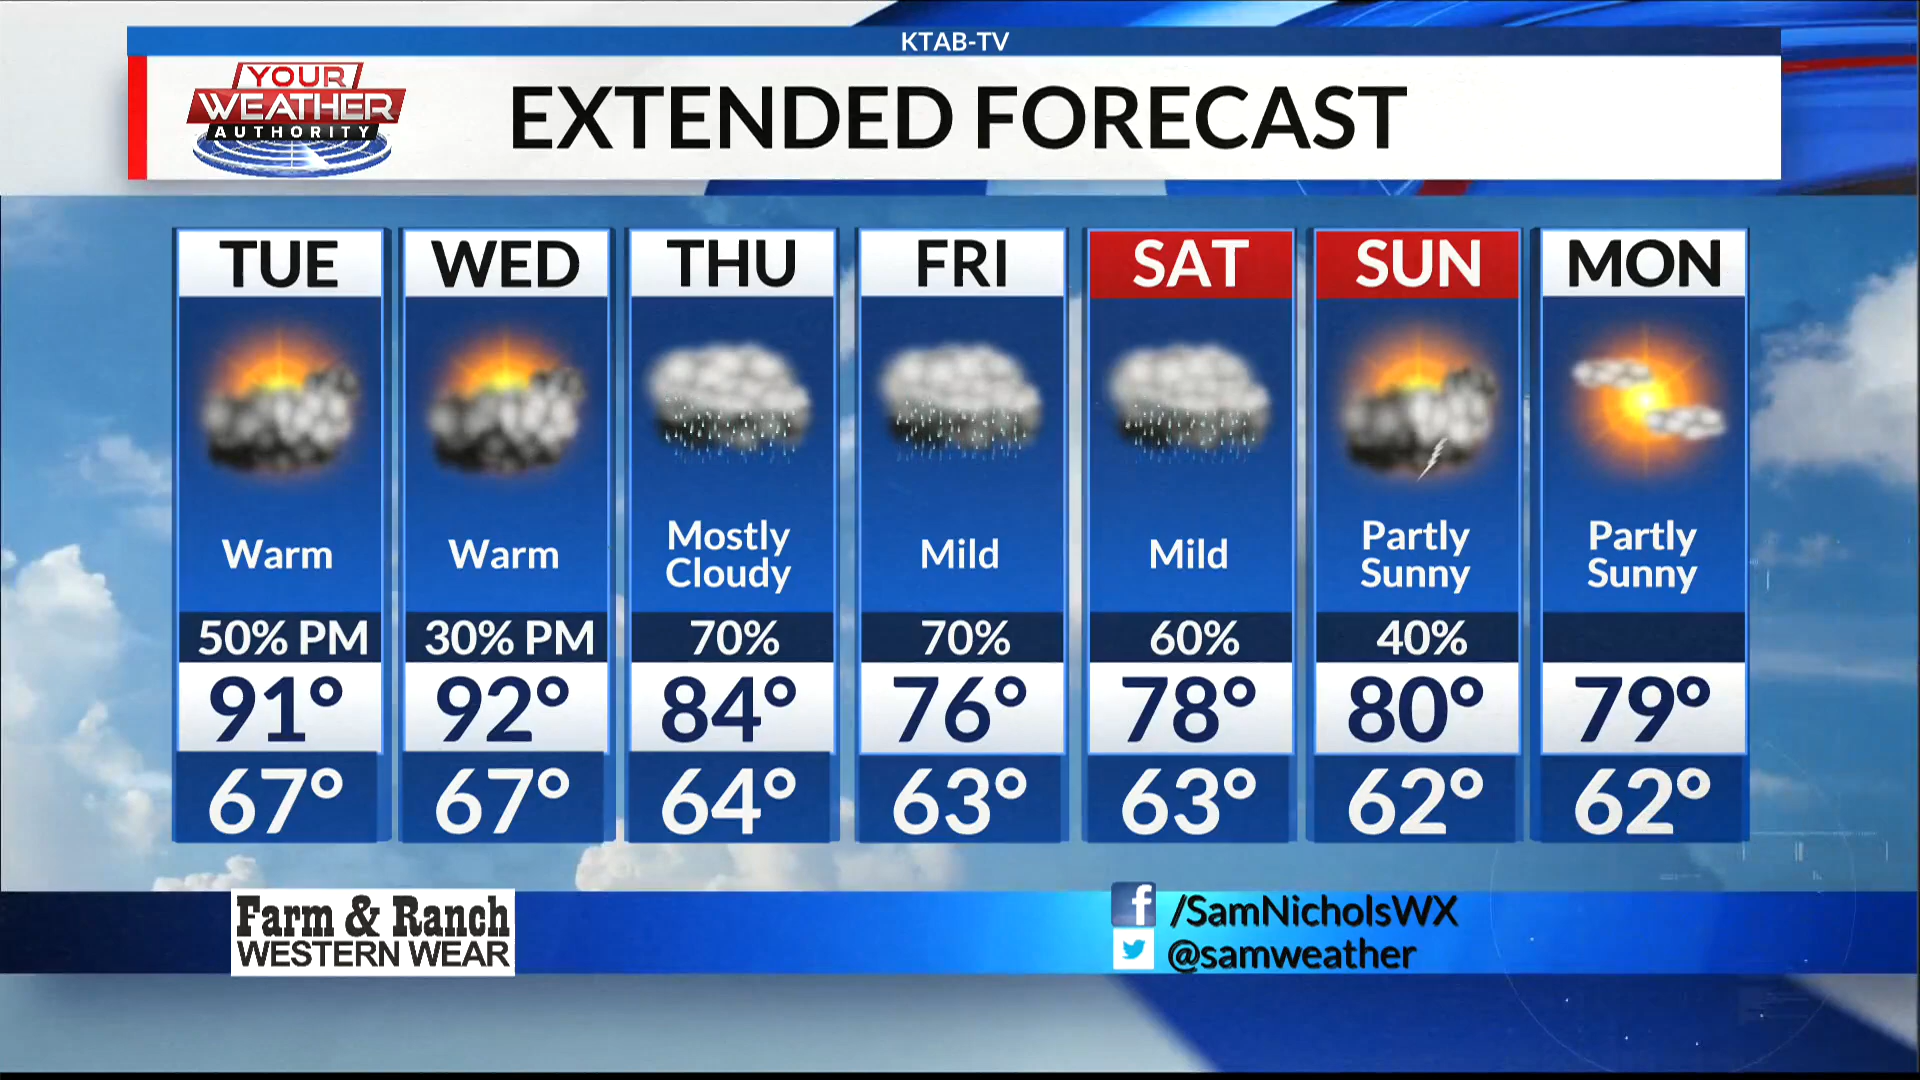 KTAB-TV
YOUR
WEATHER
AUTHORITY
EXTENDED FORECAST
TUE WED THU FRI SAT SUN MON
Warm Warm Mostly Cloudy Mild Mild Partly Sunny Partly Sunny
50% PM 30% PM 70% 70% 60% 40%
91° 92° 84° 76° 78° 80° 79°
67° 67° 64° 63° 63° 62° 62°
Farm & Ranch
WESTERN WEAR
f /SamNicholsWX
@samweather